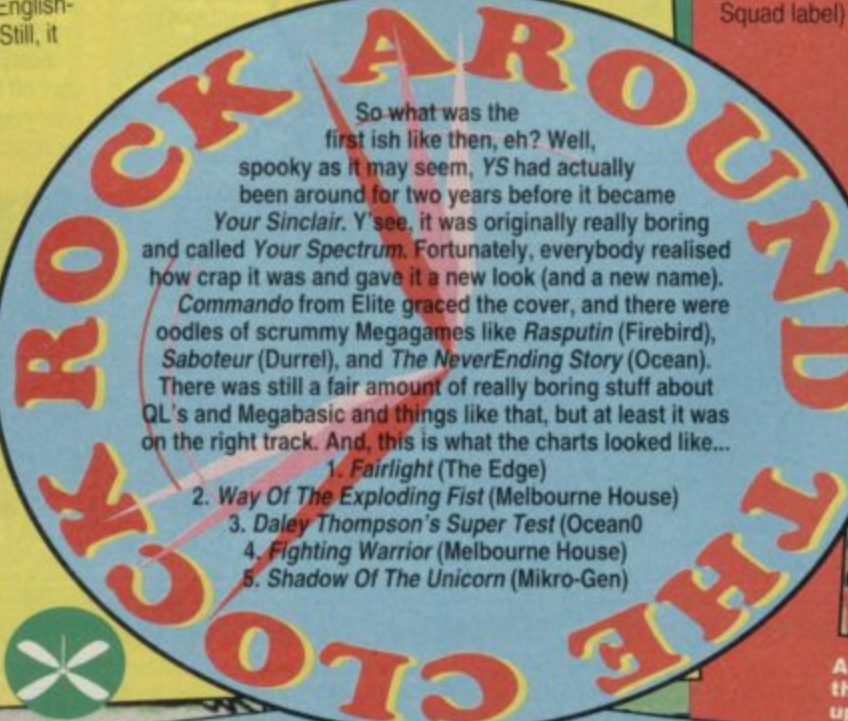 English-
Still, it
Squad label)
ROCK AROUND THE CLOCK
So what was the
first ish like then, eh? Well,
spooky as it may seem, YS had actually
been around for two years before it became
Your Sinclair. Y'see, it was originally really boring
and called Your Spectrum. Fortunately, everybody realised
how crap it was and gave it a new look (and a new name).
Commando from Elite graced the cover, and there were
oodles of scrummy Megagames like Rasputin (Firebird),
Saboteur (Durrel), and The NeverEnding Story (Ocean).
There was still a fair amount of really boring stuff about
QL's and Megabasic and things like that, but at least it was
on the right track. And, this is what the charts looked like...
1. Fairlight (The Edge)
2. Way Of The Exploding Fist (Melbourne House)
3. Daley Thompson's Super Test (Ocean0
4. Fighting Warrior (Melbourne House)
5. Shadow Of The Unicorn (Mikro-Gen)
A
th
up